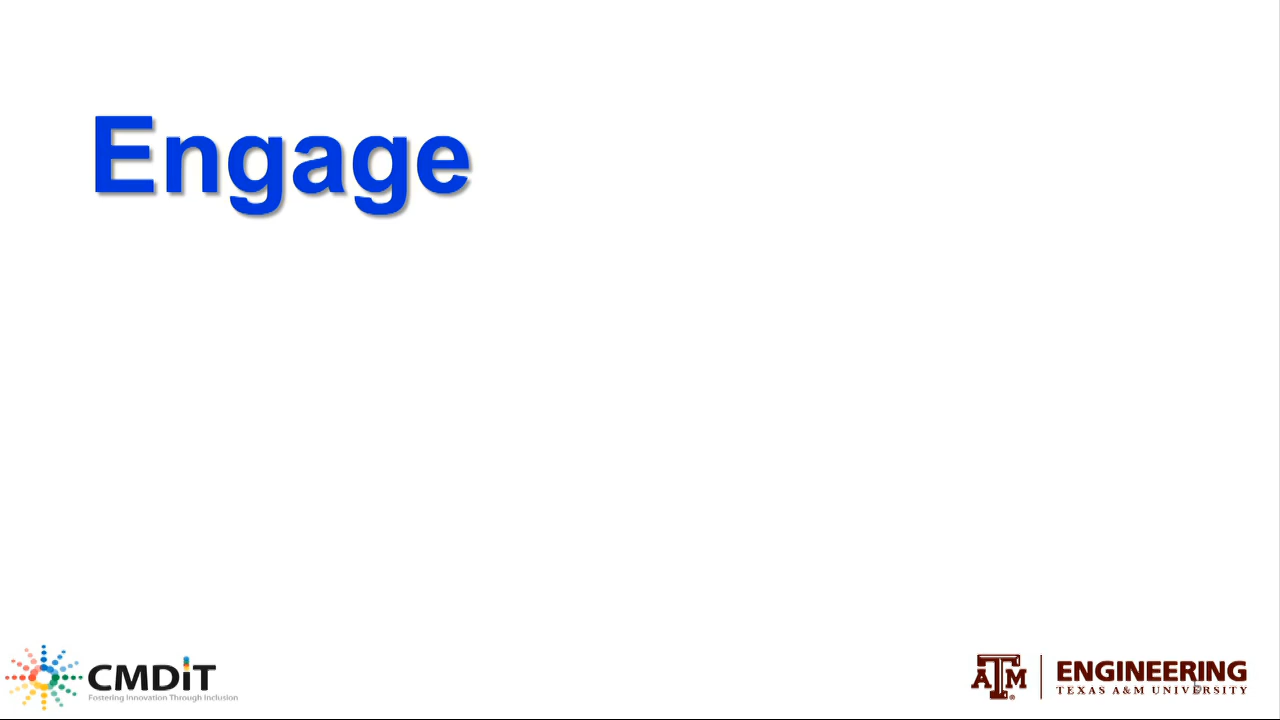 Engage
CMDiT
Fostering Innovation Through Inclusion
ATM®
ENGINEERING
TEXAS A&M UNIVERSITY